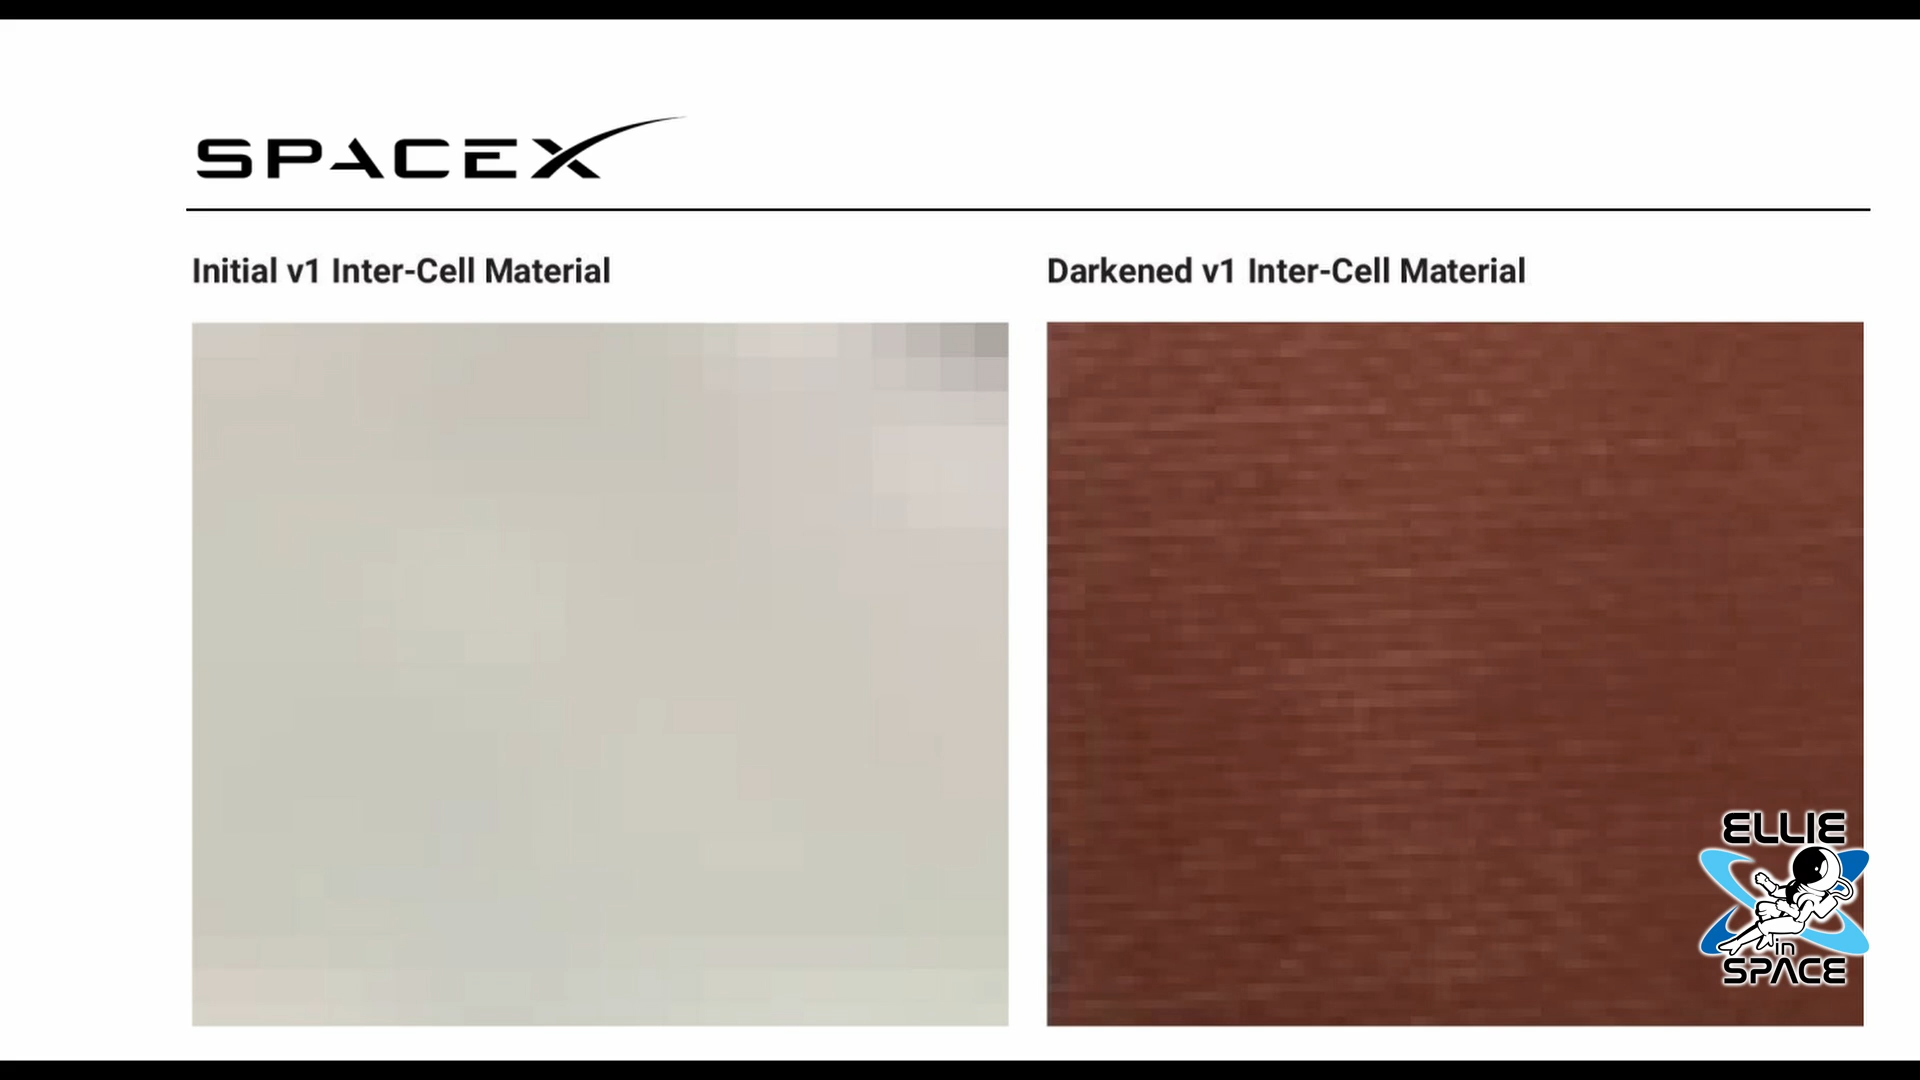 SPACEX
Initial v1 Inter-Cell Material
Darkened v1 Inter-Cell Material
ELLIE
in
SPACE